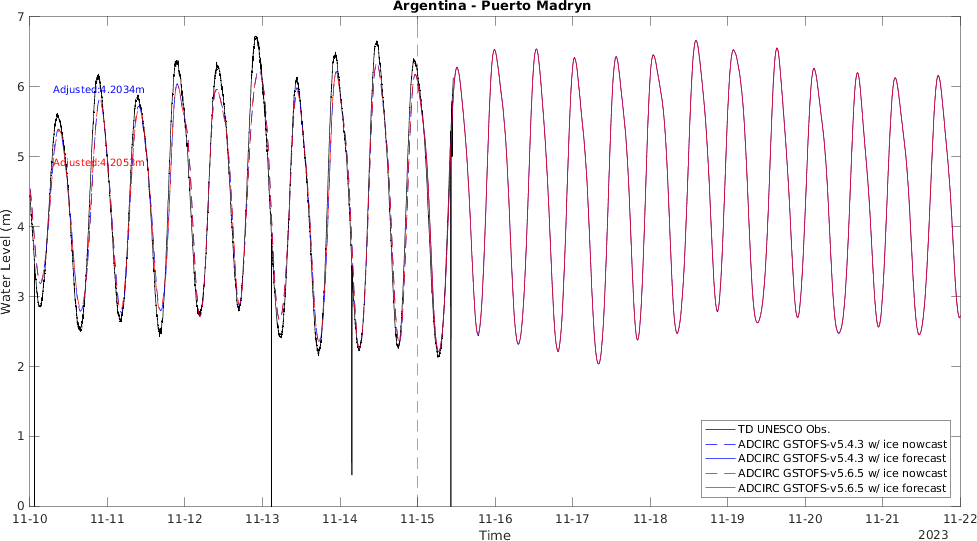 Argentina - Puerto Madryn
7
6
5
4
3
2
1
0
Water Level (m)
Adjusted:4.2034m
Adjusted:4.2053m
TD UNESCO Obs.
ADCIRC GSTOFS-v5.4.3 w/ ice nowcast
ADCIRC GSTOFS-v5.4.3 w/ ice forecast
ADCIRC GSTOFS-v5.6.5 w/ ice nowcast
ADCIRC GSTOFS-v5.6.5 w/ ice forecast
11-10 11-11 11-12 11-13 11-14 11-15 11-16 11-17 11-18 11-19 11-20 11-21 11-22
Time
2023